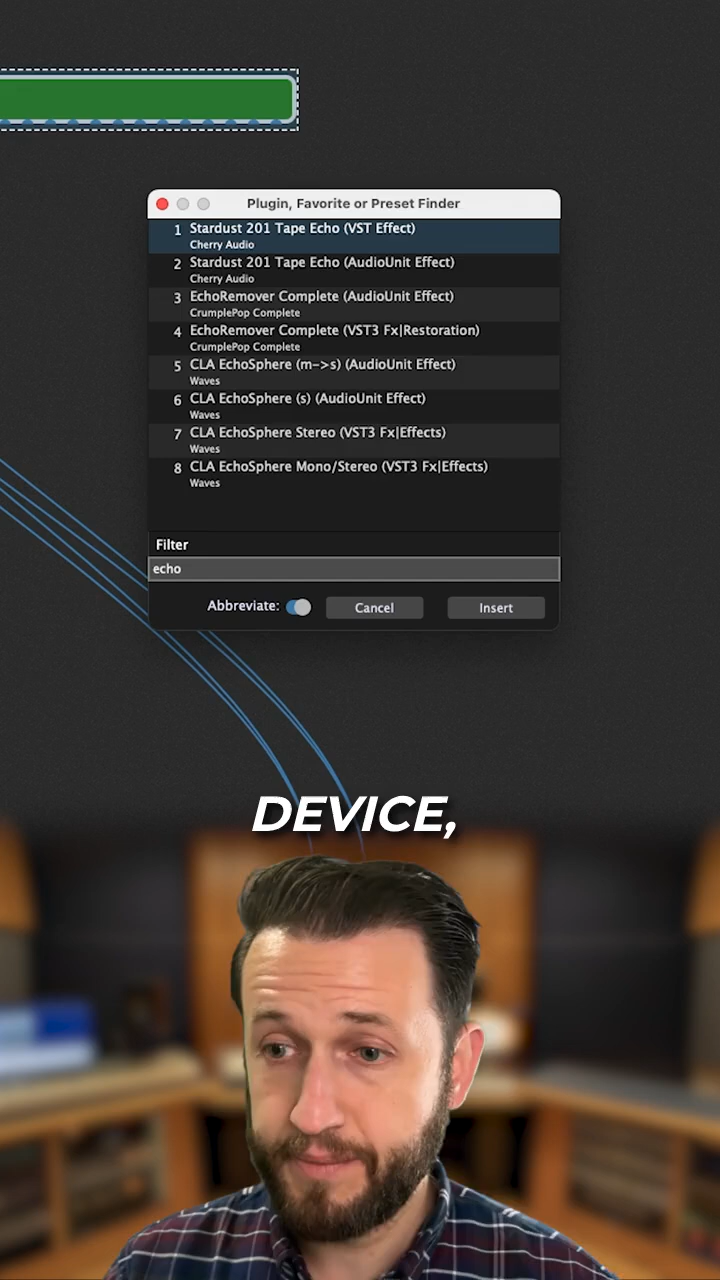 Plugin, Favorite or Preset Finder
1 Stardust 201 Tape Echo (VST Effect)
Cherry Audio
2 Stardust 201 Tape Echo (AudioUnit Effect)
Cherry Audio
3 EchoRemover Complete (AudioUnit Effect)
CrumplePop Complete
4 EchoRemover Complete (VST3 Fx|Restoration)
CrumplePop Complete
5 CLA EchoSphere (m->s) (AudioUnit Effect)
Waves
6 CLA EchoSphere (s) (AudioUnit Effect)
Waves
7 CLA EchoSphere Stereo (VST3 Fx|Effects)
Waves
8 CLA EchoSphere Mono/Stereo (VST3 Fx|Effects)
Waves
Filter
echo
Abbreviate: Cancel Insert
DEVICE,